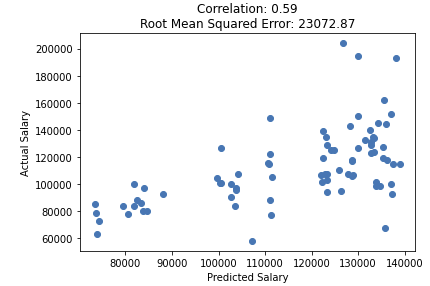 Correlation: 0.59
Root Mean Squared Error: 23072.87
200000
180000
160000
140000
120000
100000
80000
60000
Actual Salary
80000 90000 100000 110000 120000 130000 140000
Predicted Salary